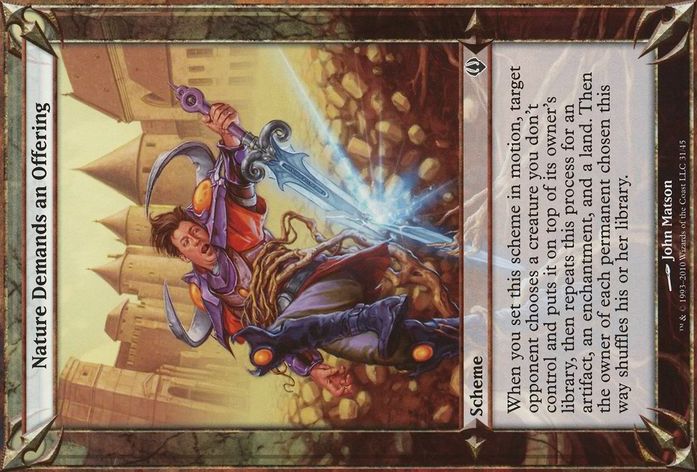 Nature Demands an Offering
Scheme
When you set this scheme in motion, target
opponent chooses a creature you don't
control and puts it on top of its owner's
library, then repeats this process for an
artifact, an enchantment, and a land. Then
the owner of each permanent chosen this
way shuffles his or her library.
John Matson
™ & © 1993–2010 Wizards of the Coast LLC 31/45